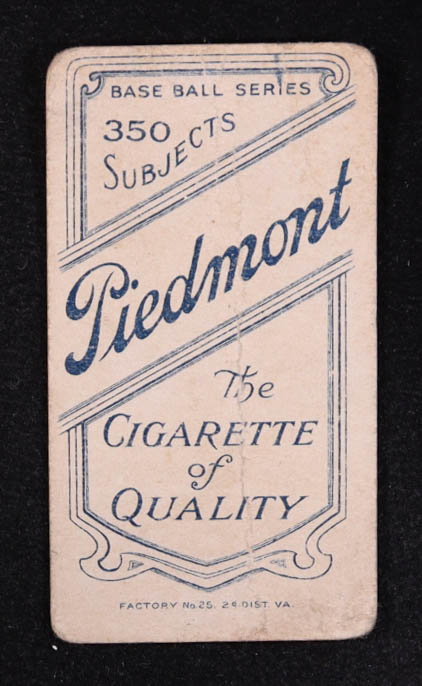 BASE BALL SERIES
350
SUBJECTS
Piedmont
The
CIGARETTE
of
QUALITY
FACTORY No. 25. 2d DIST. VA.